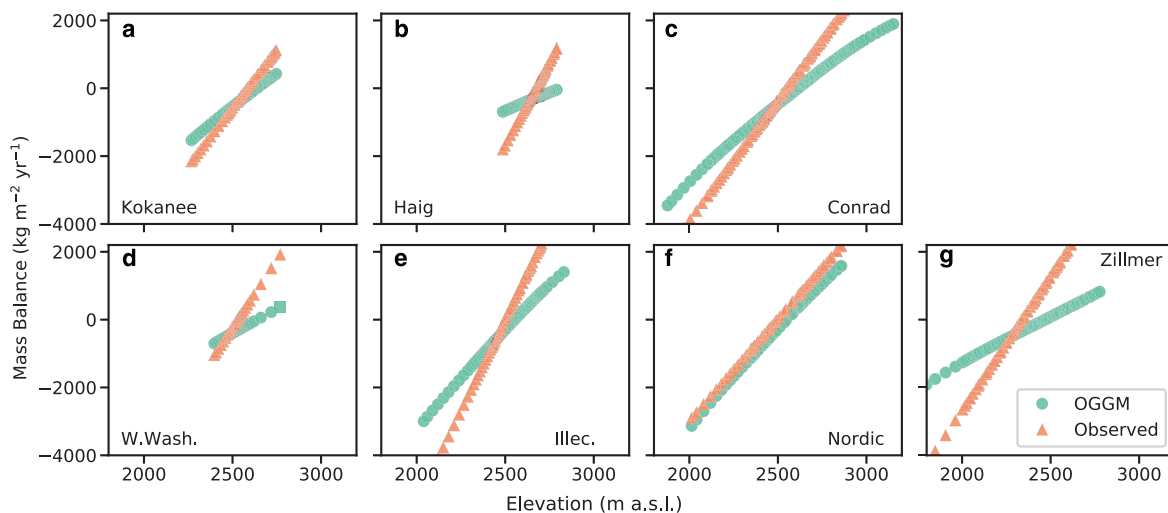 a
b
c
2000
0
−2000
−4000
Kokanee
Haig
Conrad
Mass Balance (kg m−2 yr−1)
d
e
f
g
Zillmer
2000
0
−2000
−4000
W.Wash.
Illec.
Nordic
OGGM
Observed
2000 2500 3000
2000 2500 3000
2000 2500 3000
2000 2500 3000
Elevation (m a.s.l.)